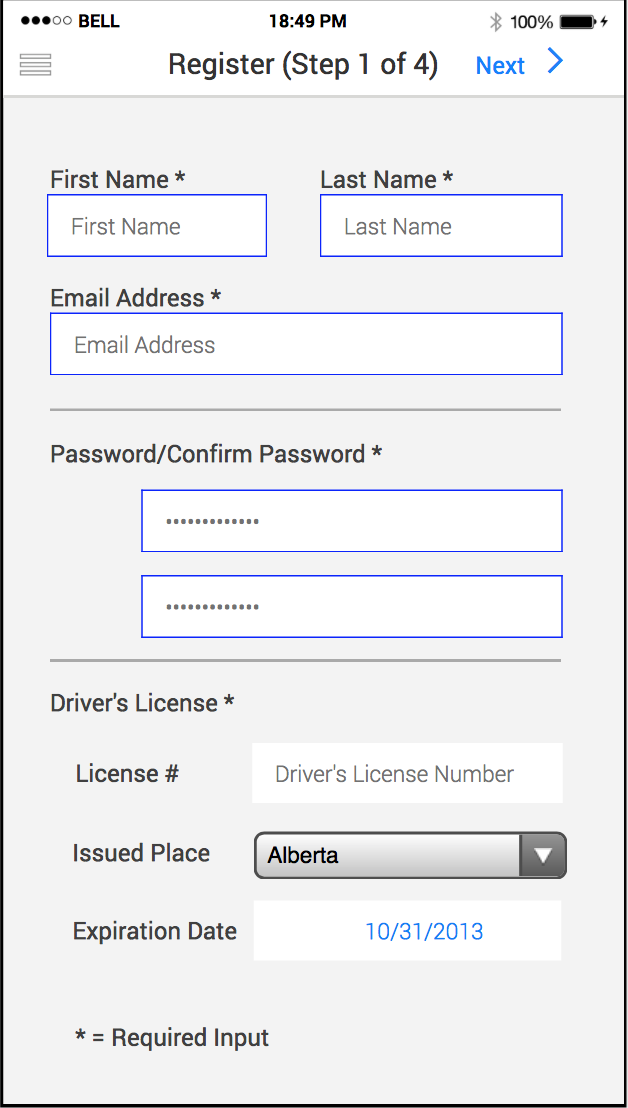 ●●●○○ BELL 18:49 PM 100%
Register (Step 1 of 4) Next >
First Name * Last Name *
First Name Last Name
Email Address *
Email Address
Password/Confirm Password *
•••••••••••••
•••••••••••••
Driver's License *
License # Driver's License Number
Issued Place Alberta
Expiration Date 10/31/2013
* = Required Input